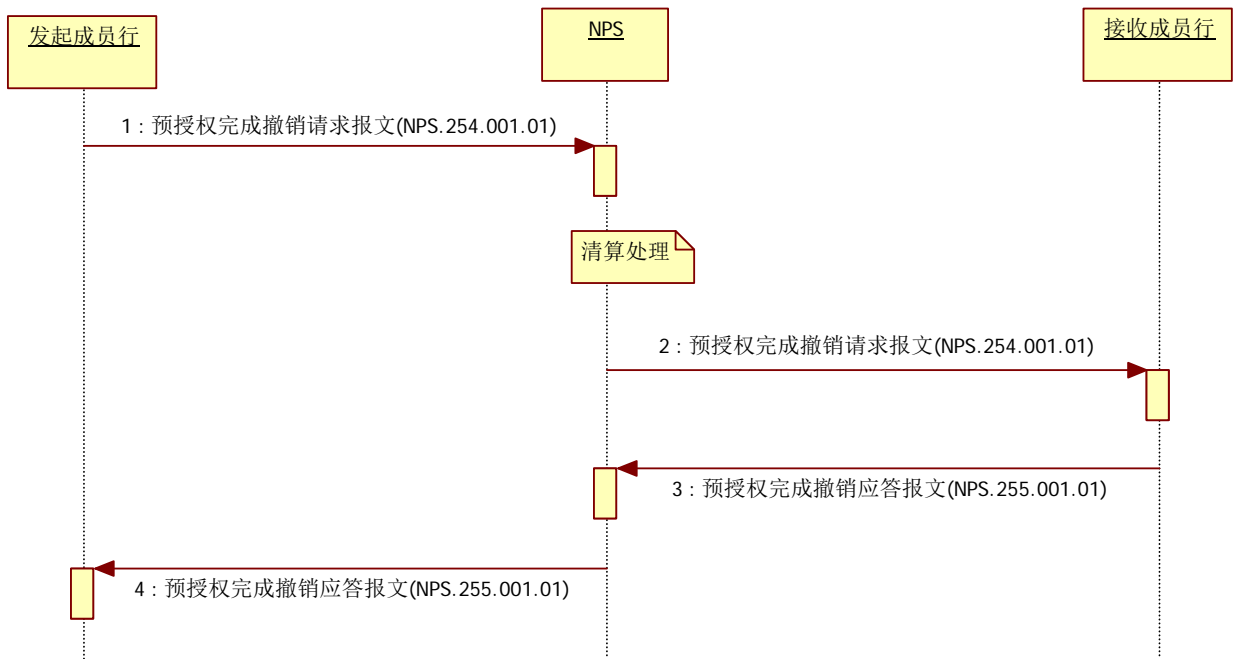 发起成员行
NPS
接收成员行
1 : 预授权完成撤销请求报文(NPS.254.001.01)
清算处理
2 : 预授权完成撤销请求报文(NPS.254.001.01)
3 : 预授权完成撤销应答报文(NPS.255.001.01)
4 : 预授权完成撤销应答报文(NPS.255.001.01)